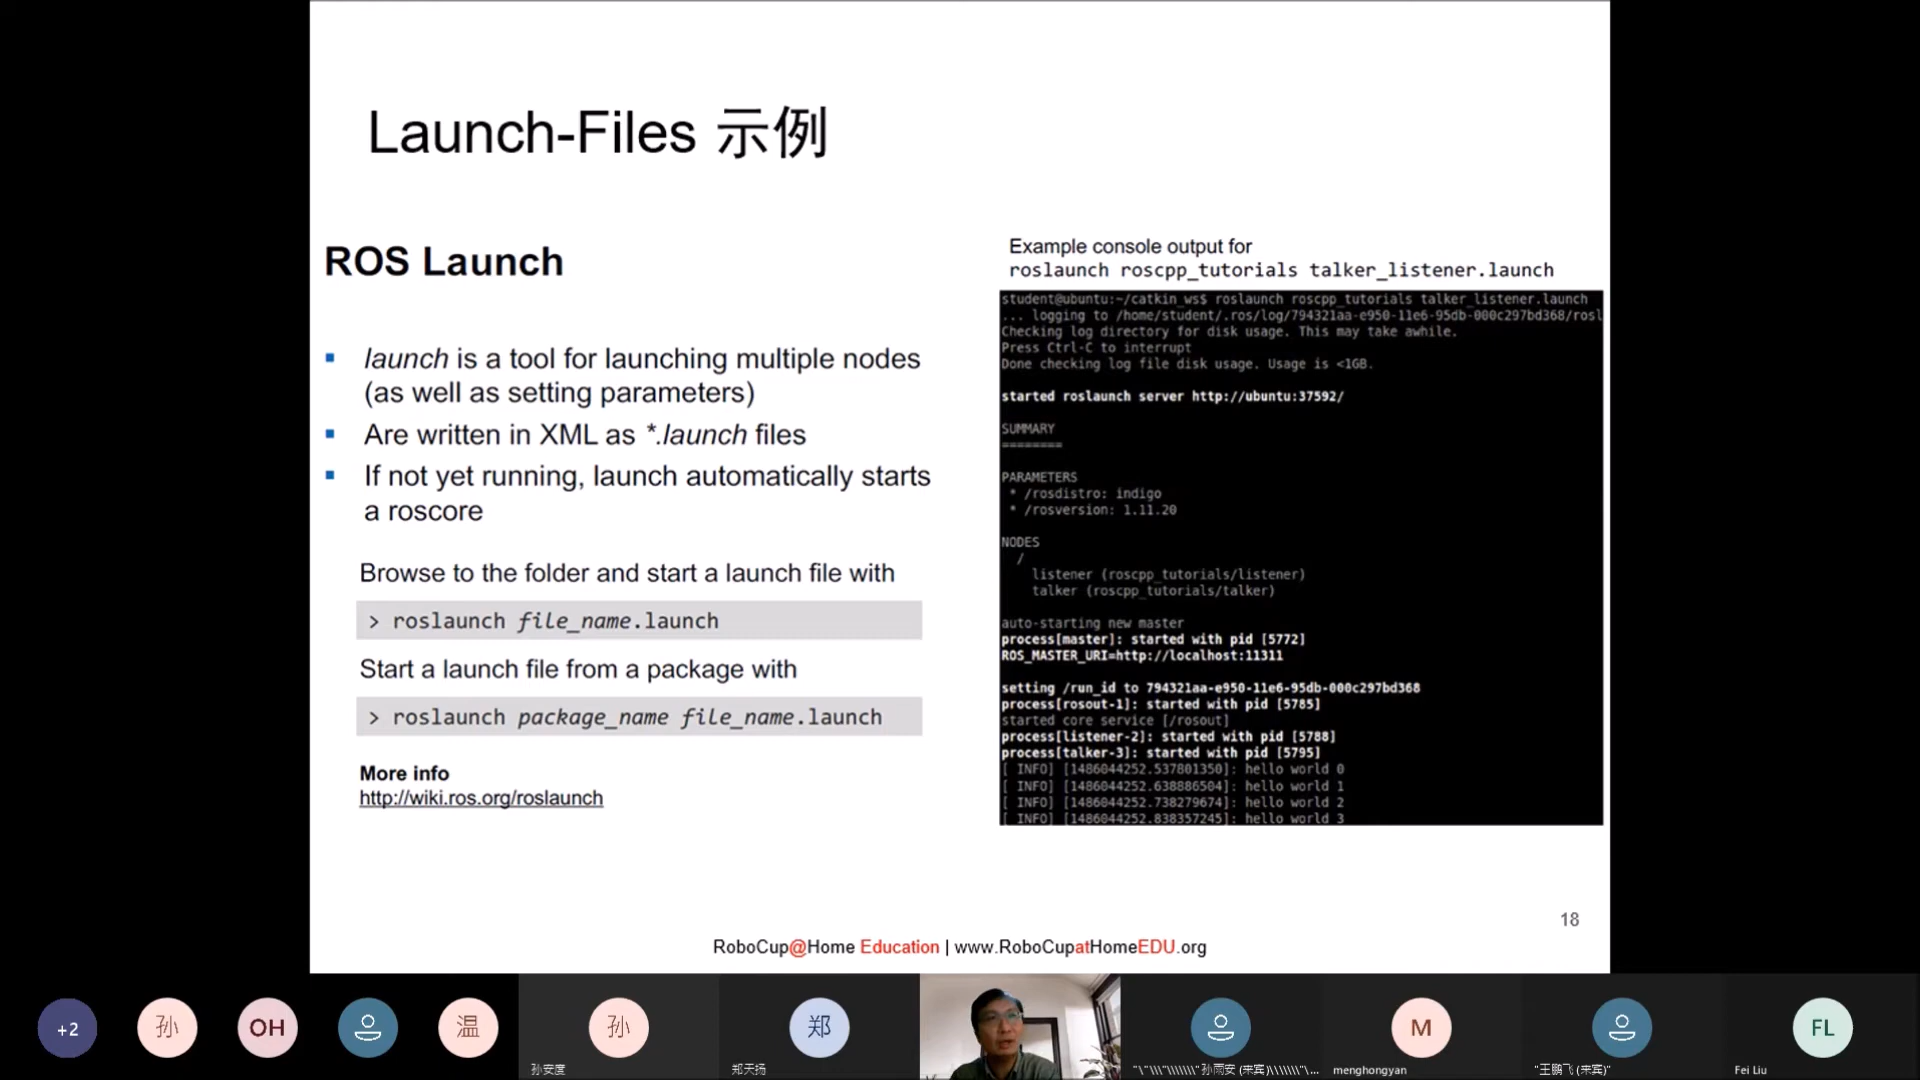 Launch-Files 示例
ROS Launch
launch is a tool for launching multiple nodes
(as well as setting parameters)
Are written in XML as *.launch files
If not yet running, launch automatically starts
a roscore
Browse to the folder and start a launch file with
> roslaunch file_name.launch
Start a launch file from a package with
> roslaunch package_name file_name.launch
More info
http://wiki.ros.org/roslaunch
Example console output for
roslaunch roscpp_tutorials talker_listener.launch
student@ubuntu:~/catkin_ws$ roslaunch roscpp_tutorials talker_listener.launch
... logging to /home/student/.ros/log/794321aa-e950-11e6-95db-000c297bd368/rosl
Checking log directory for disk usage. This may take awhile.
Press Ctrl-C to interrupt
Done checking log file disk usage. Usage is <1GB.
started roslaunch server http://ubuntu:37592/
SUMMARY
========
PARAMETERS
* /rosdistro: indigo
* /rosversion: 1.11.20
NODES
/
listener (roscpp_tutorials/listener)
talker (roscpp_tutorials/talker)
auto-starting new master
process[master]: started with pid [5772]
ROS_MASTER_URI=http://localhost:11311
setting /run_id to 794321aa-e950-11e6-95db-000c297bd368
process[rosout-1]: started with pid [5785]
started core service [/rosout]
process[listener-2]: started with pid [5788]
process[talker-3]: started with pid [5795]
[ INFO] [1486044252.537801350]: hello world 0
[ INFO] [1486044252.638886504]: hello world 1
[ INFO] [1486044252.738279674]: hello world 2
[ INFO] [1486044252.838357245]: hello world 3
18
RoboCup@Home Education | www.RoboCupatHomeEDU.org
+2
孙
OH
温
孙
孙安度
郑
郑天扬
"\"\\\"\\\\\\\"孙雨安 (来宾)\\\\\\\"\...
M
menghongyan
"王鹏飞 (来宾)"
FL
Fei Liu